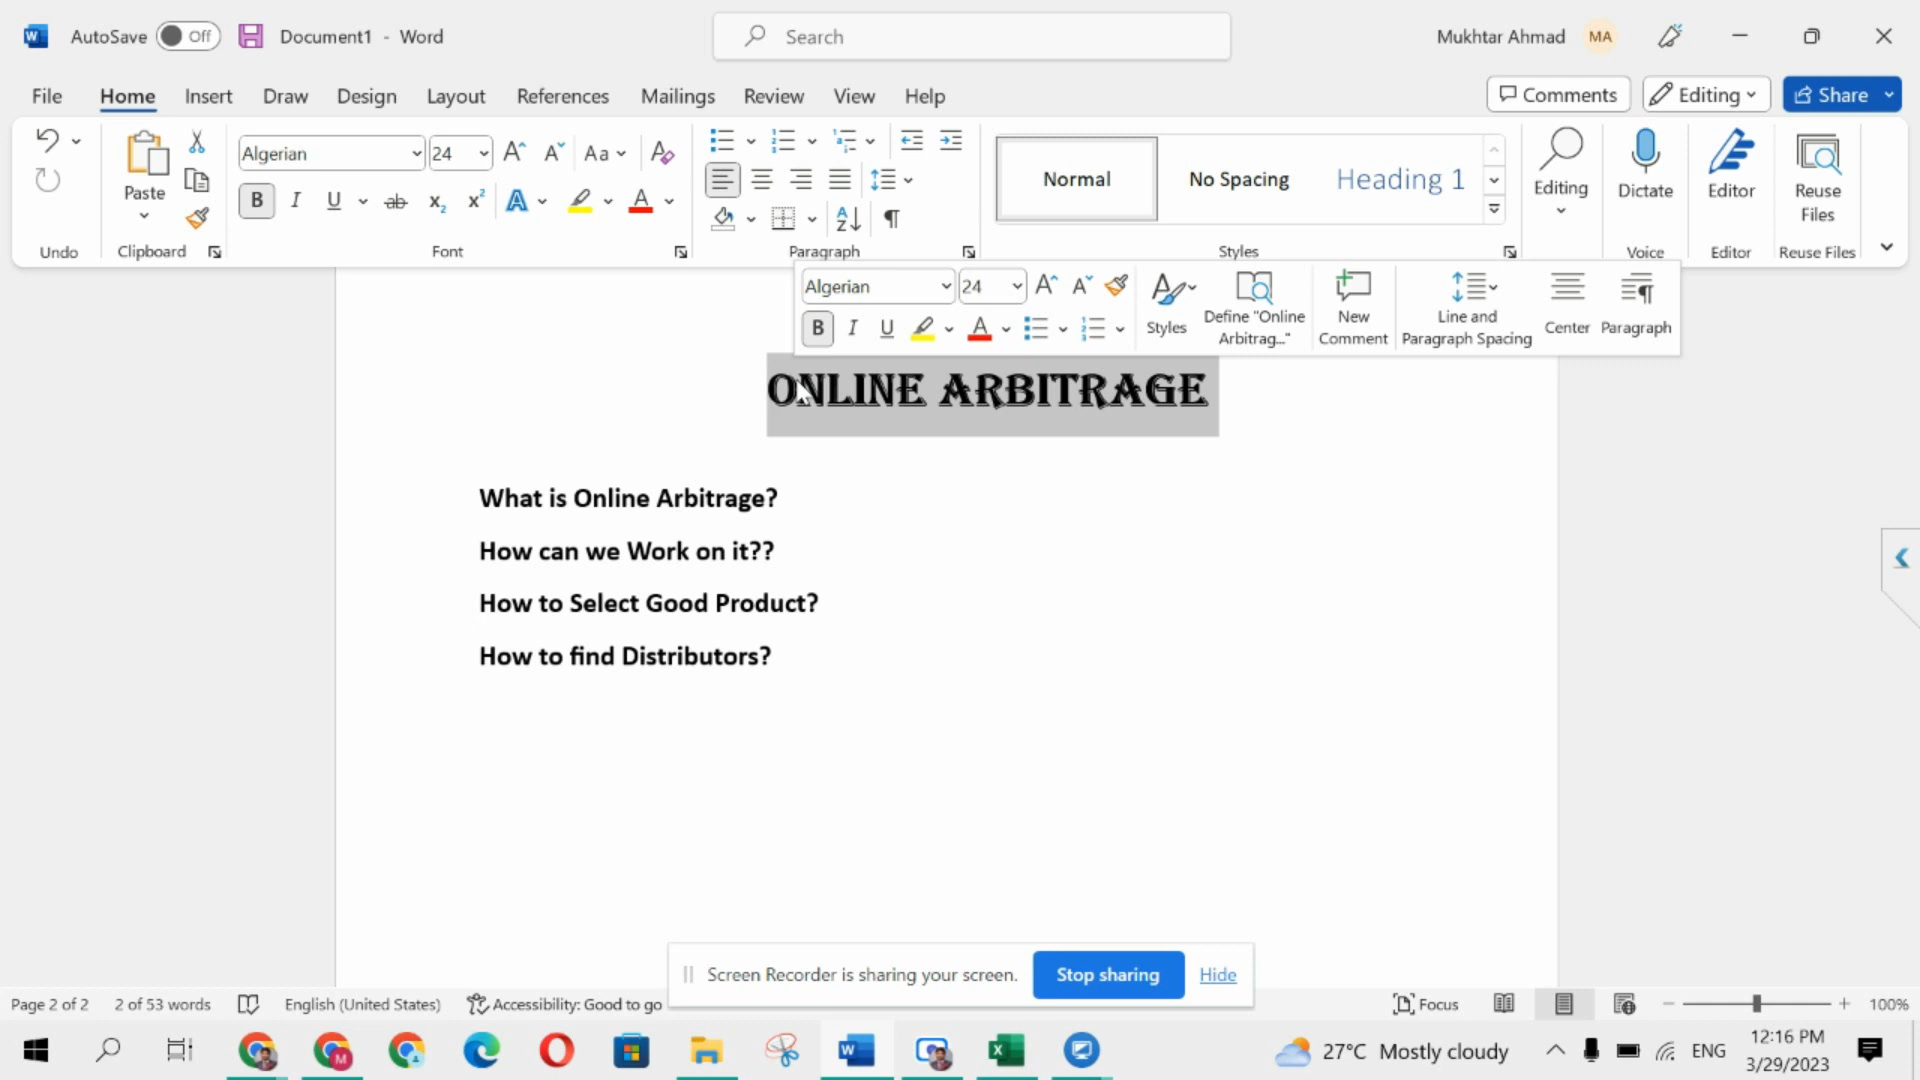 AutoSave Off Document1 - Word Search Mukhtar Ahmad MA
File Home Insert Draw Design Layout References Mailings Review View Help Comments Editing Share
Algerian 24 Aa
Paste Normal No Spacing Heading 1 Editing Dictate Editor Reuse Files
B I U ab
Undo Clipboard Font Paragraph Styles Voice Editor Reuse Files
Algerian 24
B I U Styles Define "Online Arbitrag..." New Comment Line and Paragraph Spacing Center Paragraph
ONLINE ARBITRAGE
What is Online Arbitrage?
How can we Work on it??
How to Select Good Product?
How to find Distributors?
Screen Recorder is sharing your screen. Stop sharing Hide
Page 2 of 2 2 of 53 words English (United States) Accessibility: Good to go Focus 100%
27°C Mostly cloudy ENG 12:16 PM
3/29/2023